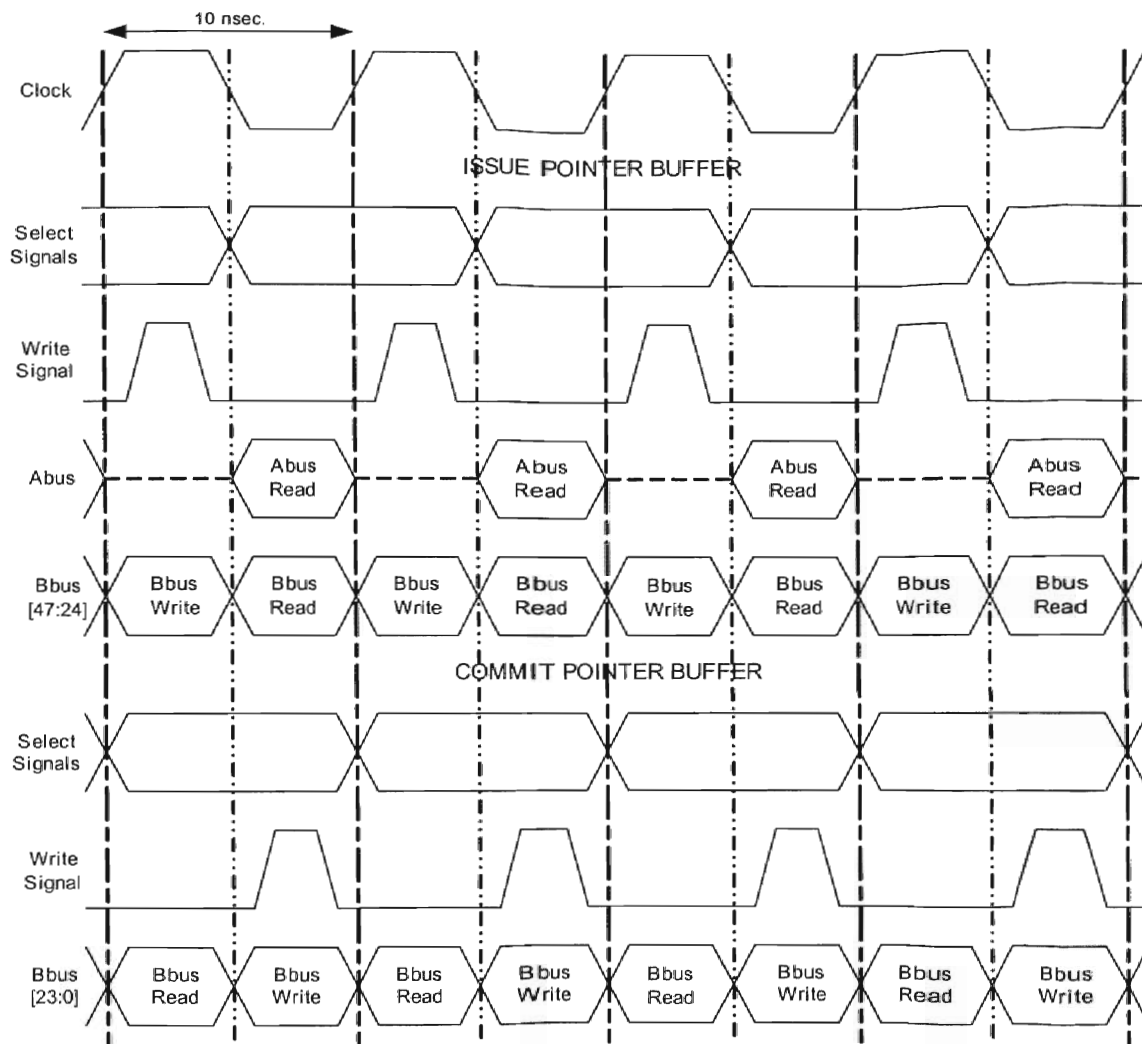 10 nsec.
Clock
ISSUE POINTER BUFFER
Select
Signals
Write
Signal
Abus
Abus
Read
Abus
Read
Abus
Read
Abus
Read
Bbus
[47:24]
Bbus
Write
Bbus
Read
Bbus
Write
Bbus
Read
Bbus
Write
Bbus
Read
Bbus
Write
Bbus
Read
COMMIT POINTER BUFFER
Select
Signals
Write
Signal
Bbus
[23:0]
Bbus
Read
Bbus
Write
Bbus
Read
Bbus
Write
Bbus
Read
Bbus
Write
Bbus
Read
Bbus
Write